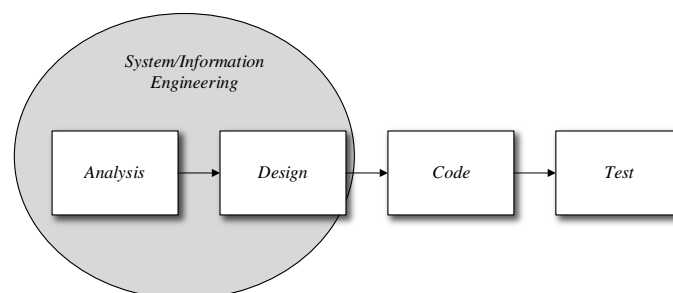 System/Information
Engineering
Analysis
Design
Code
Test